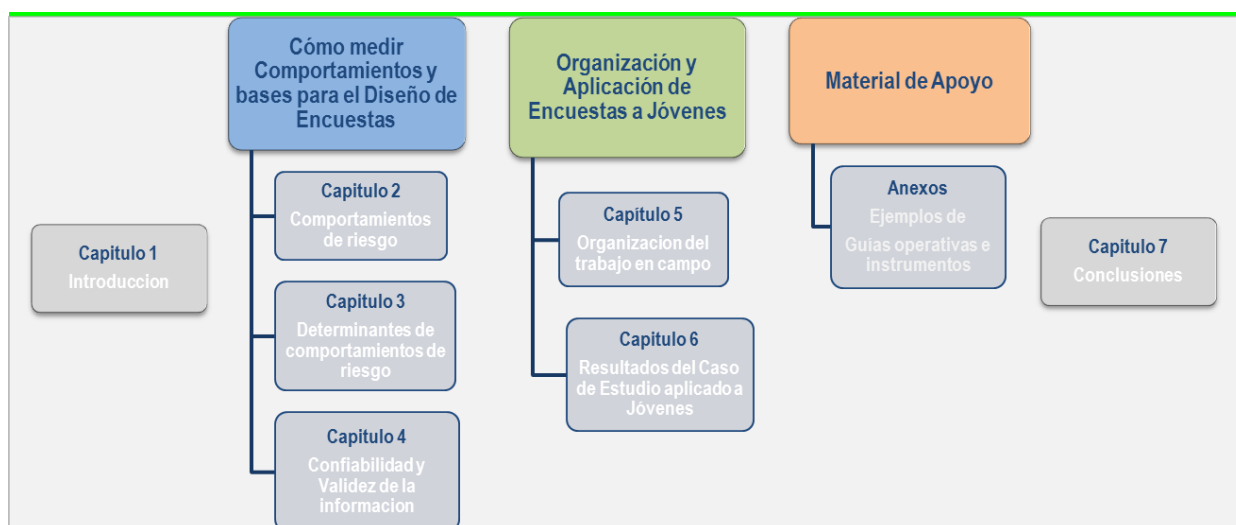 Capitulo 1
Introduccion
Cómo medir
Comportamientos y
bases para el Diseño de
Encuestas
Capitulo 2
Comportamientos
de riesgo
Capitulo 3
Determinantes de
comportamientos de
riesgo
Capitulo 4
Confiabilidad y
Validez de la
informacion
Organización y
Aplicación de
Encuestas a Jóvenes
Capitulo 5
Organizacion del
trabajo en campo
Capitulo 6
Resultados del Caso
de Estudio aplicado a
Jóvenes
Material de Apoyo
Anexos
Ejemplos de
Guias operativas e
instrumentos
Capitulo 7
Conclusiones